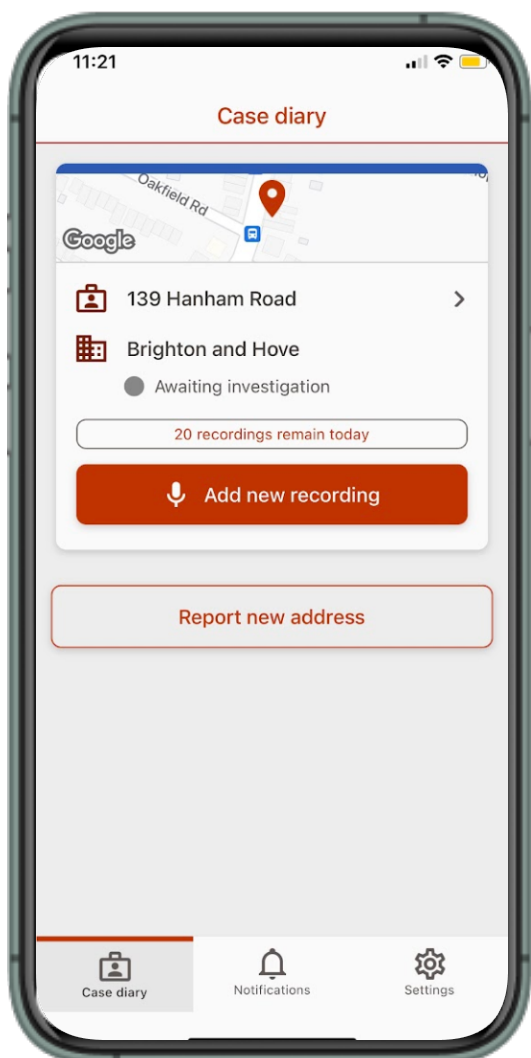 11:21
Case diary
Oakfield Rd
Google
139 Hanham Road
Brighton and Hove
Awaiting investigation
20 recordings remain today
Add new recording
Report new address
Case diary
Notifications
Settings